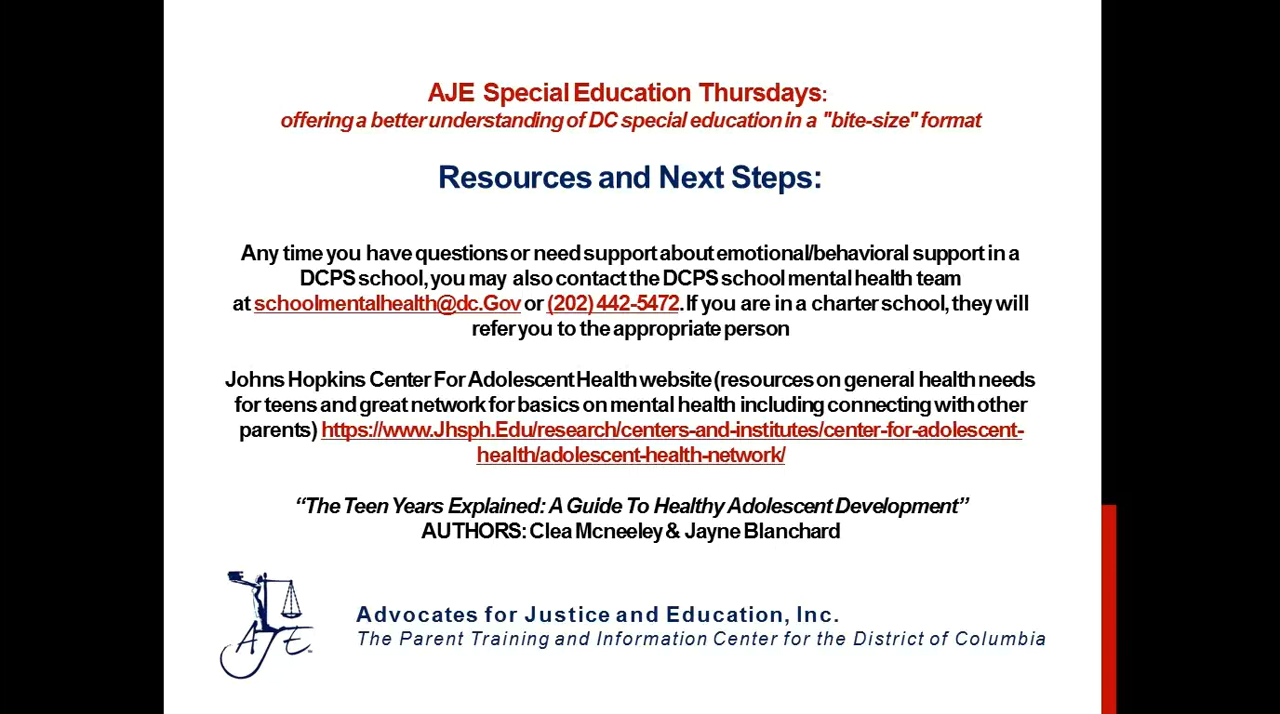 AJE Special Education Thursdays:
offering a better understanding of DC special education in a "bite-size" format
Resources and Next Steps:
Any time you have questions or need support about emotional/behavioral support in a
DCPS school, you may also contact the DCPS school mental health team
at schoolmentalhealth@dc.Gov or (202) 442-5472. If you are in a charter school, they will
refer you to the appropriate person
Johns Hopkins Center For Adolescent Health website (resources on general health needs
for teens and great network for basics on mental health including connecting with other
parents) https://www.Jhsph.Edu/research/centers-and-institutes/center-for-adolescent-
health/adolescent-health-network/
“The Teen Years Explained: A Guide To Healthy Adolescent Development”
AUTHORS: Clea Mcneeley & Jayne Blanchard
AJE
Advocates for Justice and Education, Inc.
The Parent Training and Information Center for the District of Columbia